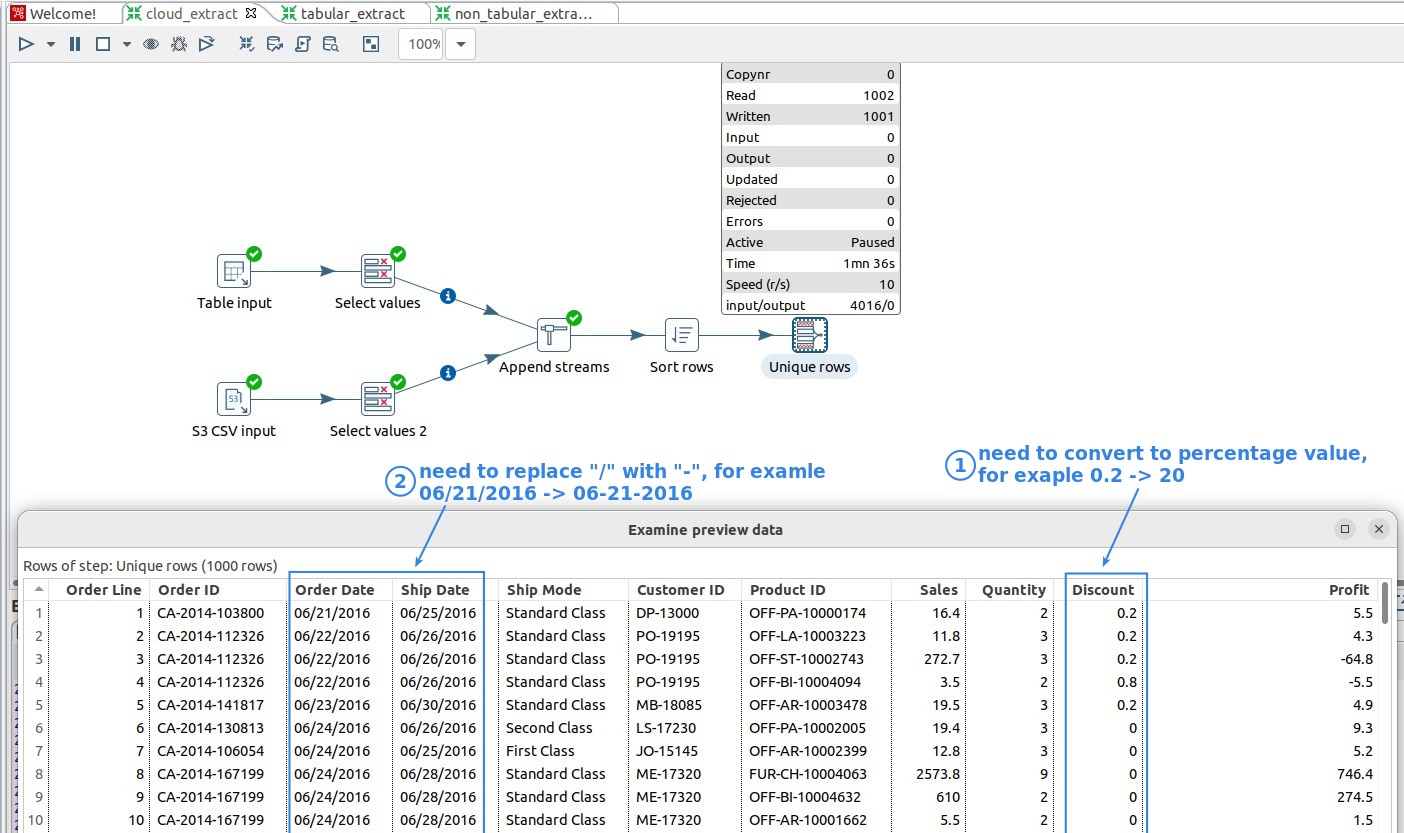 Welcome!
cloud_extract
tabular_extract
non_tabular_extra...
100%
Copynr 0
Read 1002
Written 1001
Input 0
Output 0
Updated 0
Rejected 0
Errors 0
Active Paused
Time 1mn 36s
Speed (r/s) 10
input/output 4016/0
Table input
Select values
Append streams
Sort rows
Unique rows
S3
S3 CSV input
Select values 2
2 need to replace "/" with "-", for examle
06/21/2016 -> 06-21-2016
1 need to convert to percentage value,
for exaple 0.2 -> 20
Examine preview data
Rows of step: Unique rows (1000 rows)
Order Line Order ID Order Date Ship Date Ship Mode Customer ID Product ID Sales Quantity Discount Profit
1 1 CA-2014-103800 06/21/2016 06/25/2016 Standard Class DP-13000 OFF-PA-10000174 16.4 2 0.2 5.5
2 2 CA-2014-112326 06/22/2016 06/26/2016 Standard Class PO-19195 OFF-LA-10003223 11.8 3 0.2 4.3
3 3 CA-2014-112326 06/22/2016 06/26/2016 Standard Class PO-19195 OFF-ST-10002743 272.7 3 0.2 -64.8
4 4 CA-2014-112326 06/22/2016 06/26/2016 Standard Class PO-19195 OFF-BI-10004094 3.5 2 0.8 -5.5
5 5 CA-2014-141817 06/23/2016 06/30/2016 Standard Class MB-18085 OFF-AR-10003478 19.5 3 0.2 4.9
6 6 CA-2014-130813 06/24/2016 06/26/2016 Second Class LS-17230 OFF-PA-10002005 19.4 3 0 9.3
7 7 CA-2014-106054 06/24/2016 06/25/2016 First Class JO-15145 OFF-AR-10002399 12.8 3 0 5.2
8 8 CA-2014-167199 06/24/2016 06/28/2016 Standard Class ME-17320 FUR-CH-10004063 2573.8 9 0 746.4
9 9 CA-2014-167199 06/24/2016 06/28/2016 Standard Class ME-17320 OFF-BI-10004632 610 2 0 274.5
10 10 CA-2014-167199 06/24/2016 06/28/2016 Standard Class ME-17320 OFF-AR-10001662 5.5 2 0 1.5